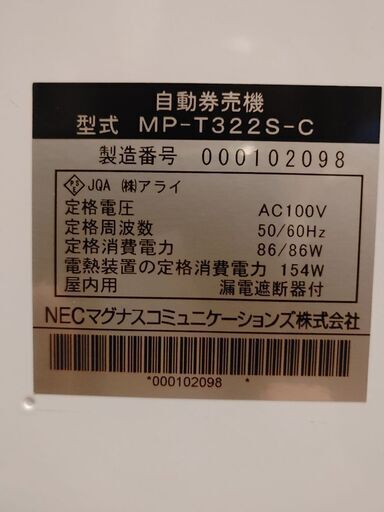 自動券売機
型式 MP-T322S-C
製造番号 000102098
PSE JQA ㈱アライ
定格電圧 AC100V
定格周波数 50/60Hz
定格消費電力 86/86W
電熱装置の定格消費電力 154W
屋内用 漏電遮断器付
NECマグナスコミュニケーションズ株式会社
*000102098 *